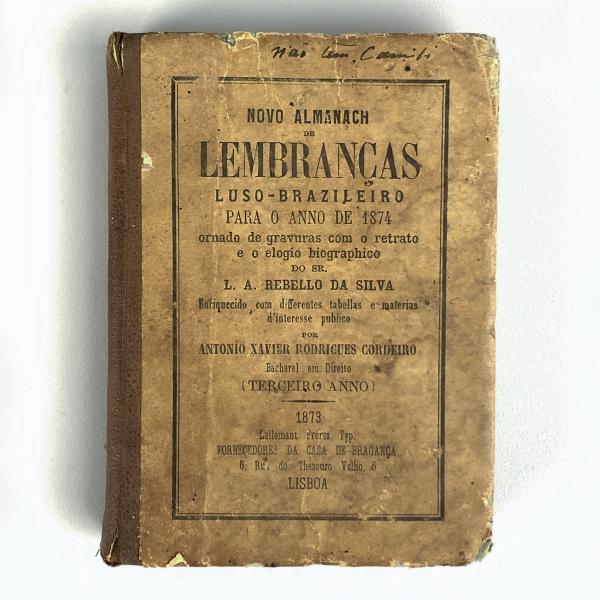 Não tem
NOVO ALMANACH
DE
LEMBRANÇAS
LUSO-BRAZILEIRO
PARA O ANNO DE 1874
ornado de gravuras com o retrato
e o elogio biographico
DO SR.
L. A. REBELLO DA SILVA
Enriquecido com differentes tabellas e materias
d'interesse publico
POR
ANTONIO XAVIER RODRIGUES CORDEIRO
Bacharel em Direito
(TERCEIRO ANNO)
1873
Lallemant Frères, Typ.
FORNECEDORES DA CASA DE BRAGANÇA
6, Rua do Thesouro Velho, 6
LISBOA